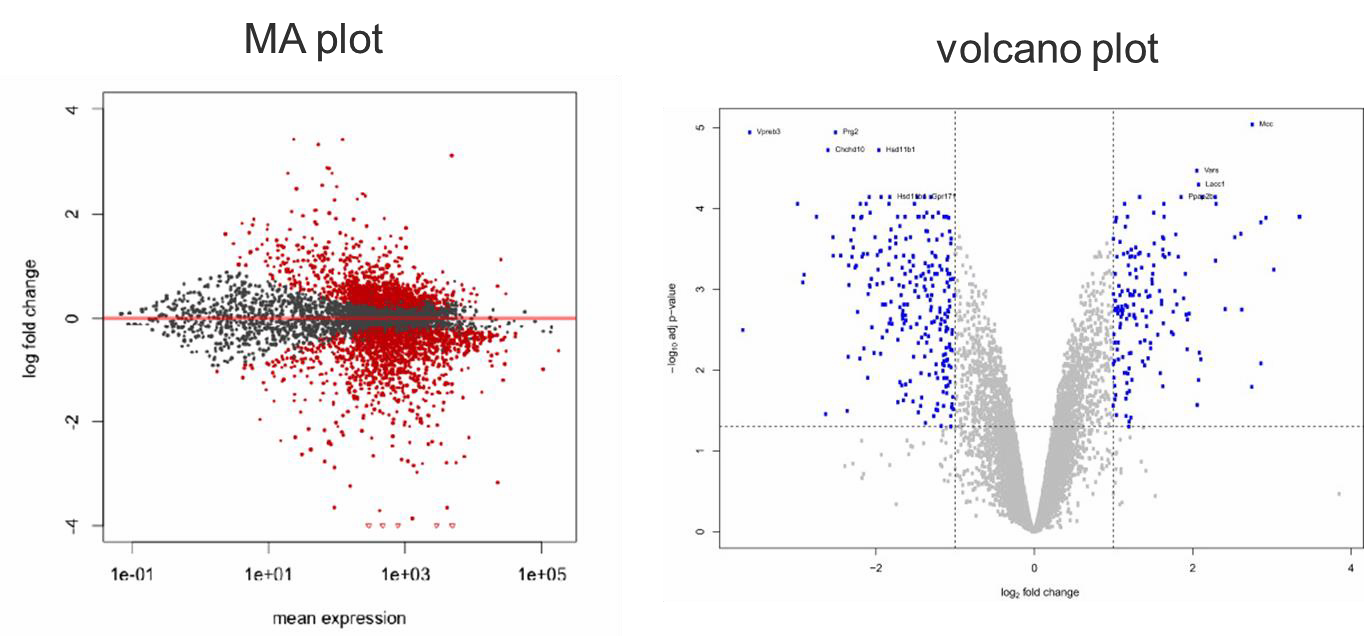 MA plot
volcano plot
4
2
0
2
-4
log fold change
1e-01 1e+01 1e+03 1e+05
mean expression
5
4
3
2
1
0
−log10 adj p−value
Vpreb3 Prg2 Mcc
Chchd10 Hsd11b1
Vars
Lacc1
−2 0 2 4
log2 fold change